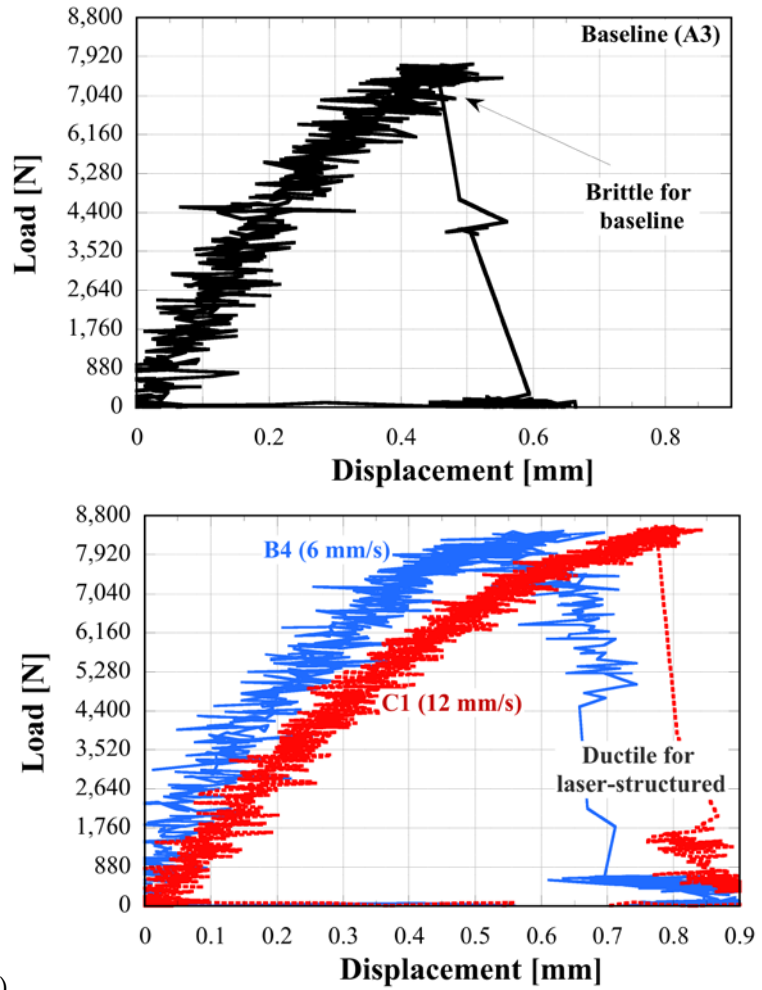 8,800
Baseline (A3)
7,920
7,040
6,160
5,280
Brittle for
baseline
4,400
3,520
2,640
1,760
880
0
Load [N]
0 0.2 0.4 0.6 0.8
Displacement [mm]
8,800
B4 (6 mm/s)
7,920
7,040
6,160
5,280
C1 (12 mm/s)
4,400
3,520
Ductile for
laser-structured
2,640
1,760
880
0
Load [N]
0 0.1 0.2 0.3 0.4 0.5 0.6 0.7 0.8 0.9
Displacement [mm]
)